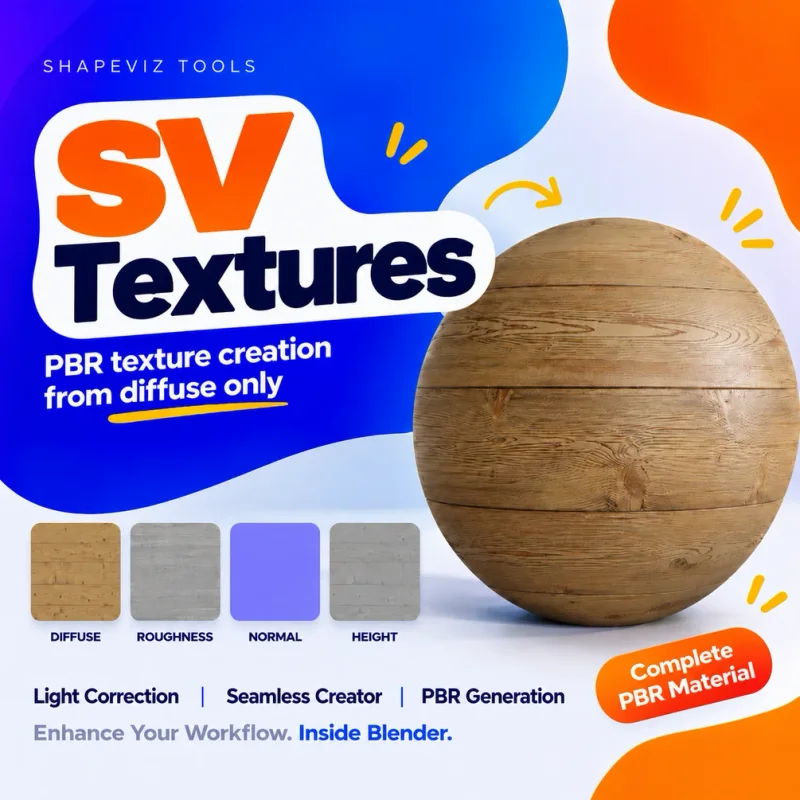 SHAPEVIZ TOOLS
SV
Textures
PBR texture creation
from diffuse only
DIFFUSE
ROUGHNESS
NORMAL
HEIGHT
Complete
PBR Material
Light Correction | Seamless Creator | PBR Generation
Enhance Your Workflow. Inside Blender.